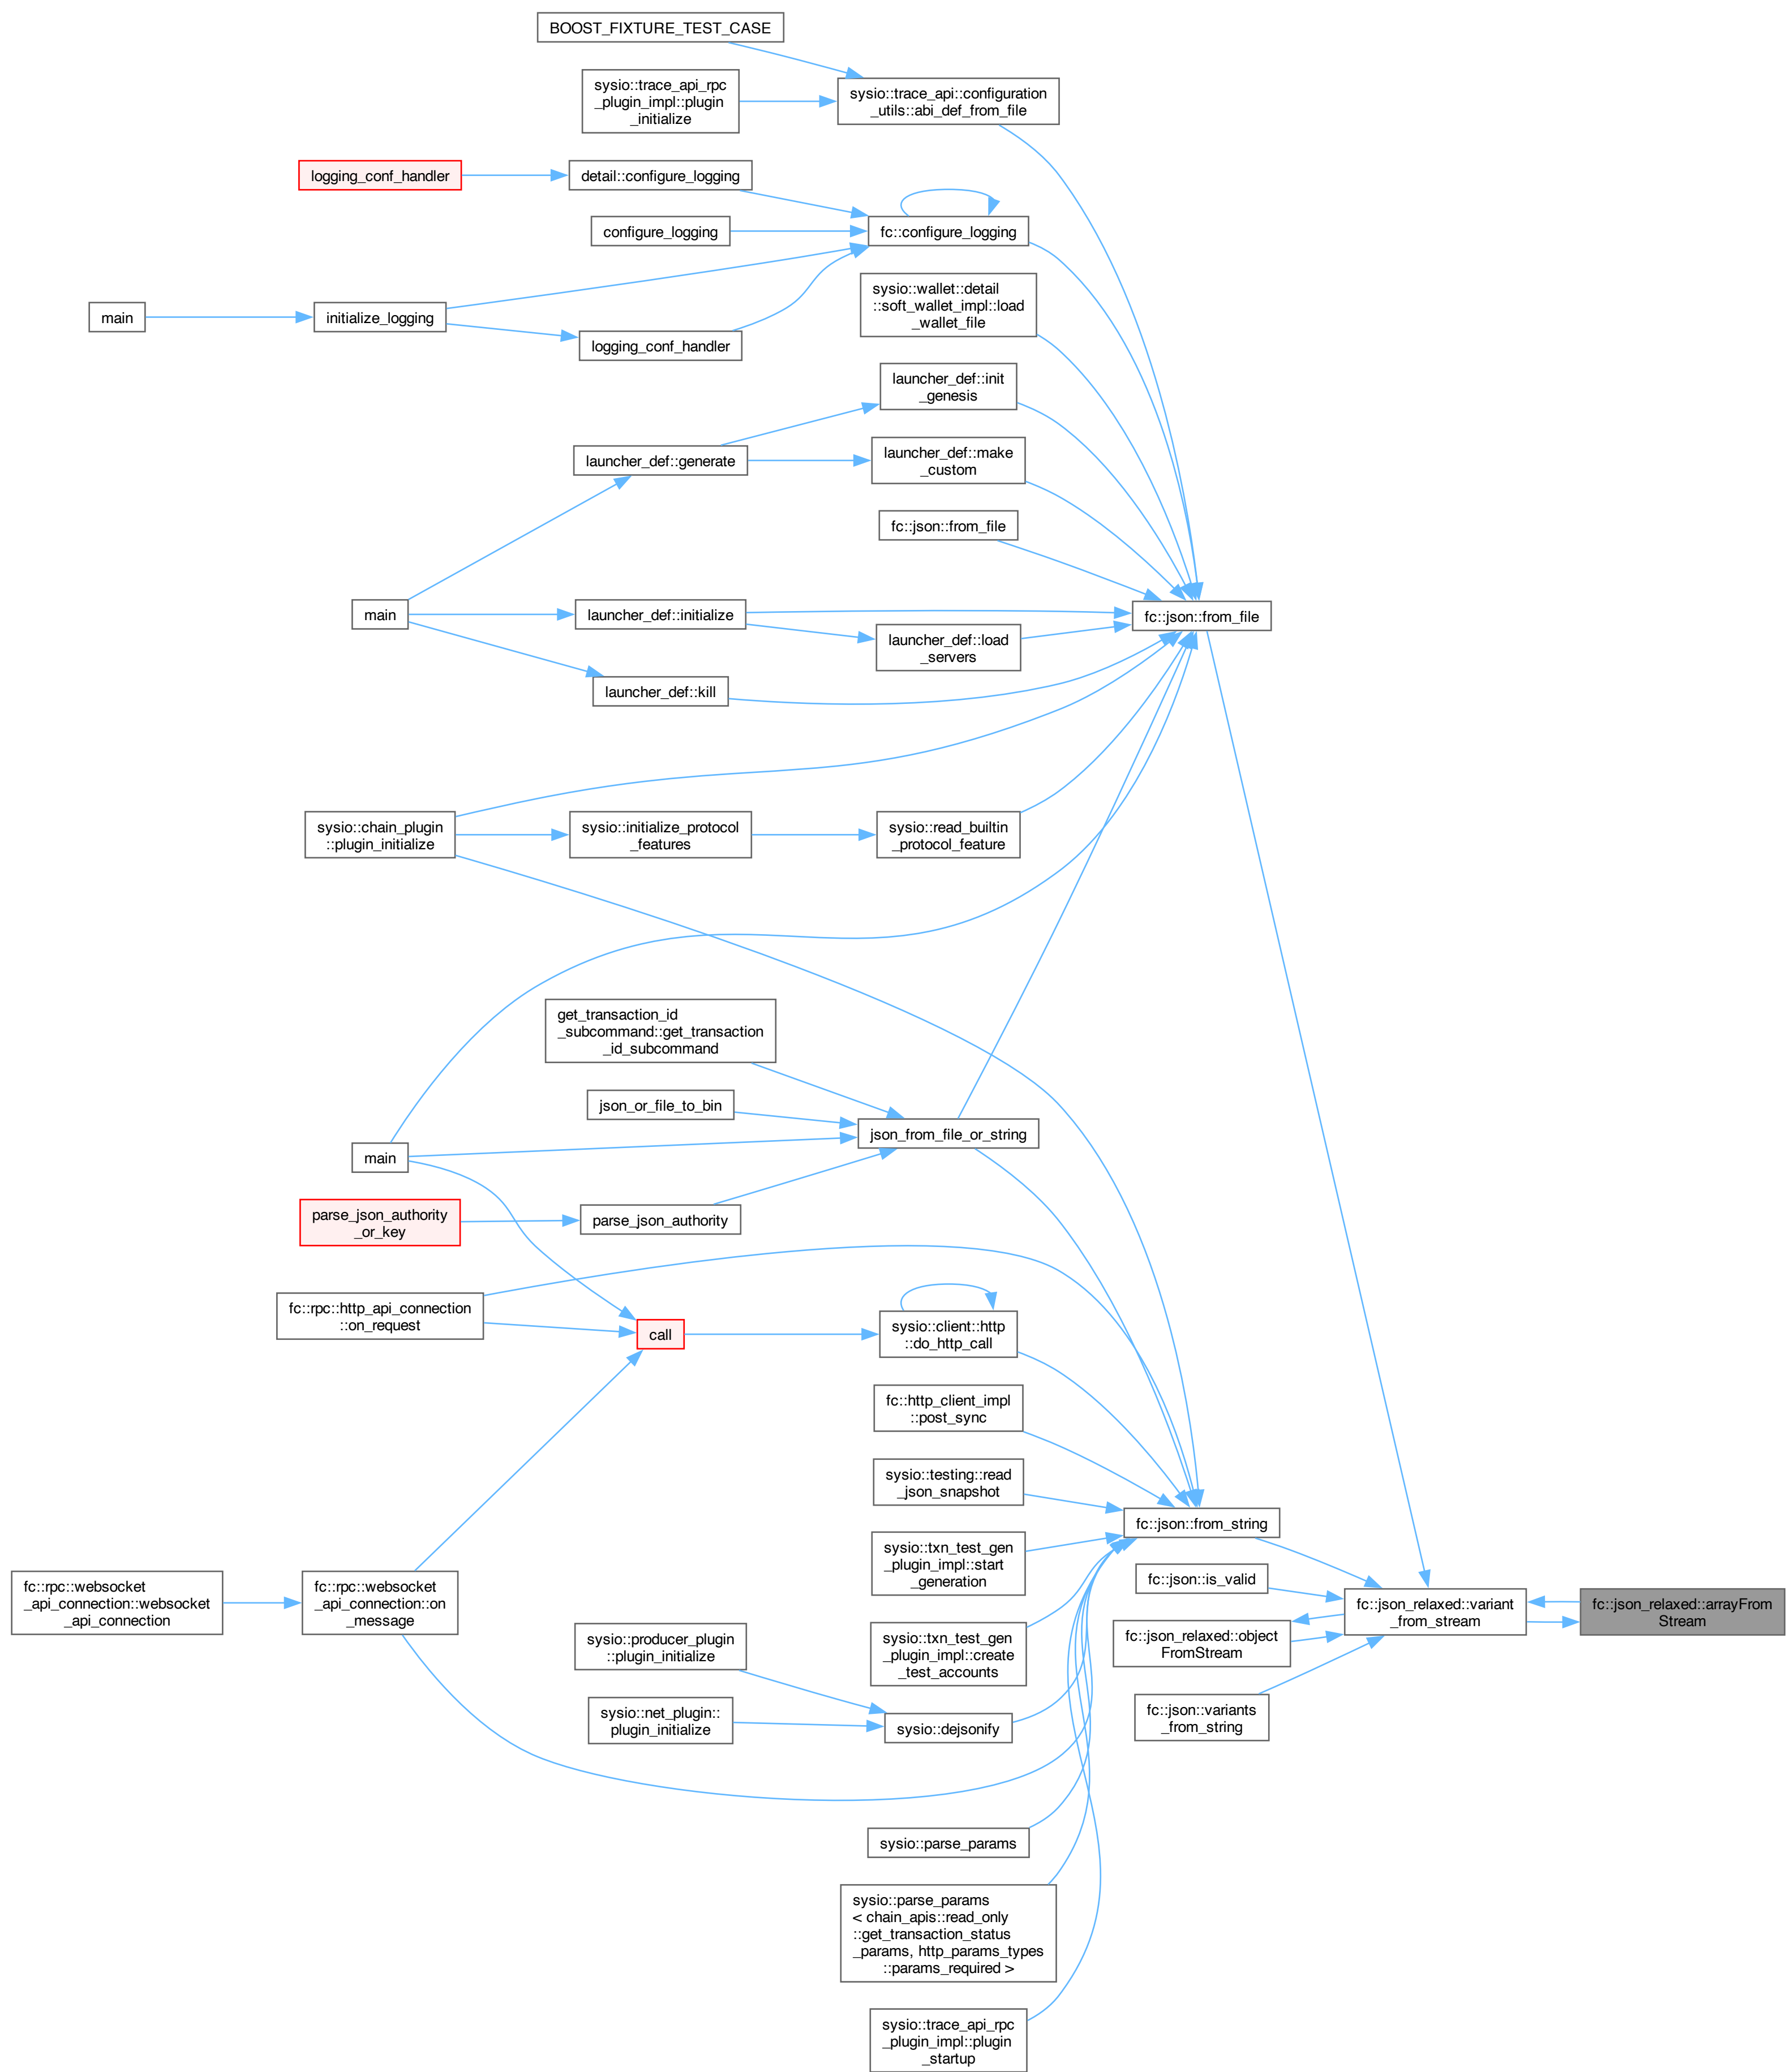 BOOST_FIXTURE_TEST_CASE
sysio::trace_api_rpc
_plugin_impl::plugin
_initialize
sysio::trace_api::configuration
_utils::abi_def_from_file
logging_conf_handler
detail::configure_logging
configure_logging
fc::configure_logging
sysio::wallet::detail
::soft_wallet_impl::load
_wallet_file
main
initialize_logging
logging_conf_handler
launcher_def::init
_genesis
launcher_def::generate
launcher_def::make
_custom
fc::json::from_file
main
launcher_def::initialize
fc::json::from_file
launcher_def::load
_servers
launcher_def::kill
sysio::chain_plugin
::plugin_initialize
sysio::initialize_protocol
_features
sysio::read_builtin
_protocol_feature
get_transaction_id
_subcommand::get_transaction
_id_subcommand
json_or_file_to_bin
json_from_file_or_string
main
parse_json_authority
_or_key
parse_json_authority
fc::rpc::http_api_connection
::on_request
call
sysio::client::http
::do_http_call
fc::http_client_impl
::post_sync
sysio::testing::read
_json_snapshot
fc::json::from_string
sysio::txn_test_gen
_plugin_impl::start
_generation
fc::json::is_valid
fc::rpc::websocket
_api_connection::websocket
_api_connection
fc::rpc::websocket
_api_connection::on
_message
fc::json_relaxed::variant
_from_stream
fc::json_relaxed::arrayFrom
Stream
fc::json_relaxed::object
FromStream
sysio::txn_test_gen
_plugin_impl::create
_test_accounts
sysio::producer_plugin
::plugin_initialize
fc::json::variants
_from_string
sysio::net_plugin::
plugin_initialize
sysio::dejsonify
sysio::parse_params
sysio::parse_params
< chain_apis::read_only
::get_transaction_status
_params, http_params_types
::params_required >
sysio::trace_api_rpc
_plugin_impl::plugin
_startup